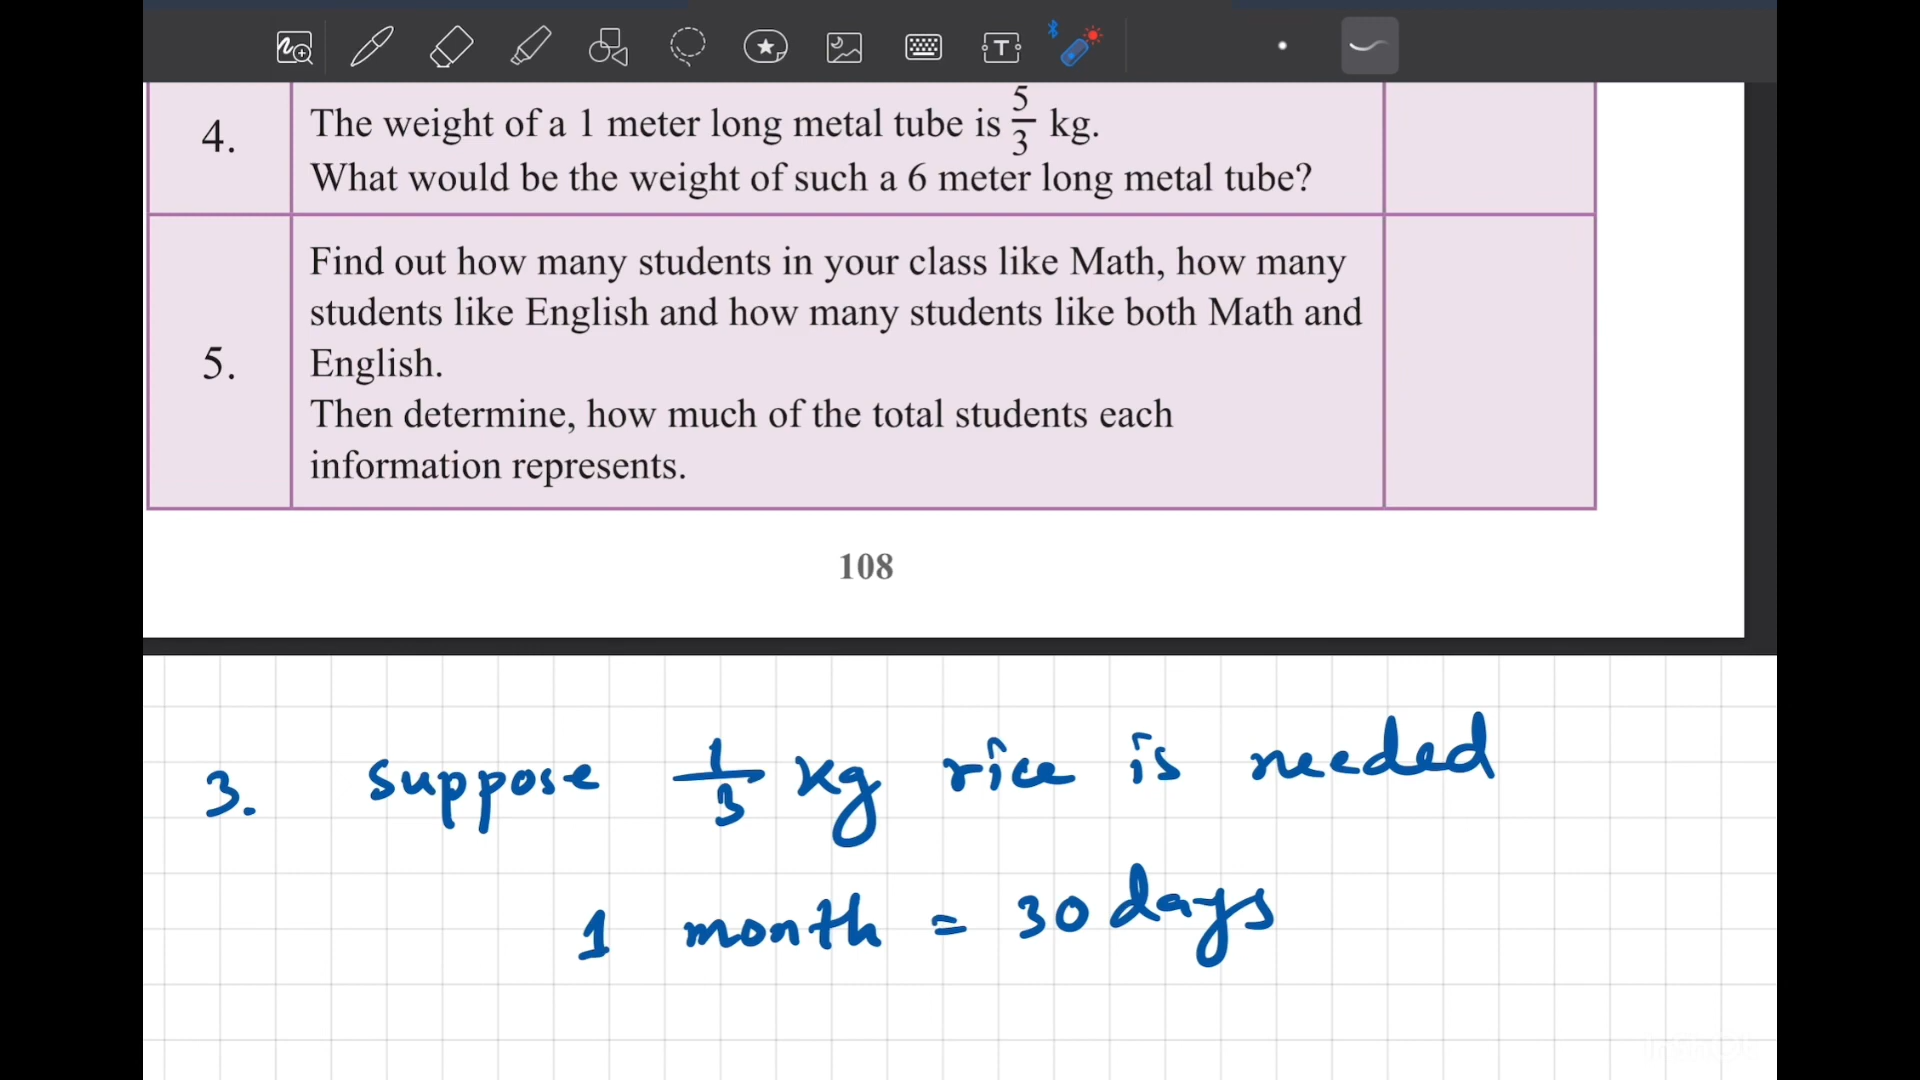 4.
The weight of a 1 meter long metal tube is 5/3 kg.
What would be the weight of such a 6 meter long metal tube?
5.
Find out how many students in your class like Math, how many
students like English and how many students like both Math and
English.
Then determine, how much of the total students each
information represents.
108
3. suppose 1/3 kg rice is needed
1 month = 30 days